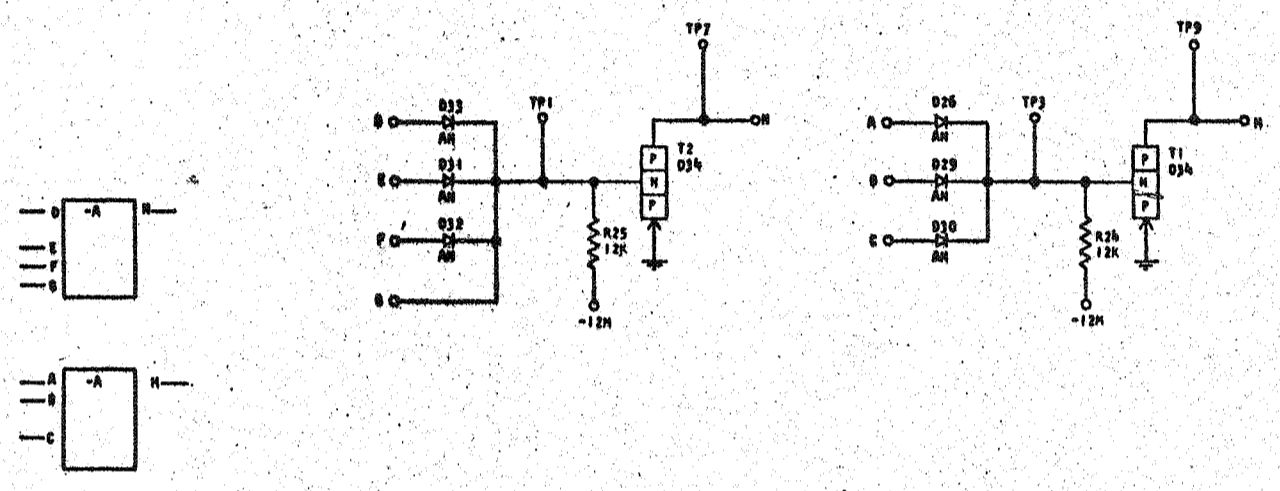 TP7
TP9
D33
TP1
D26
TP3
AN
AN
A
T2
D34
T1
D34
P
N
P
P
N
P
D31
AN
D29
AN
E
D32
AN
D30
AN
F
C
R25
12K
R24
12K
-12M
-12M
-A
D
E
F
-A
A
C